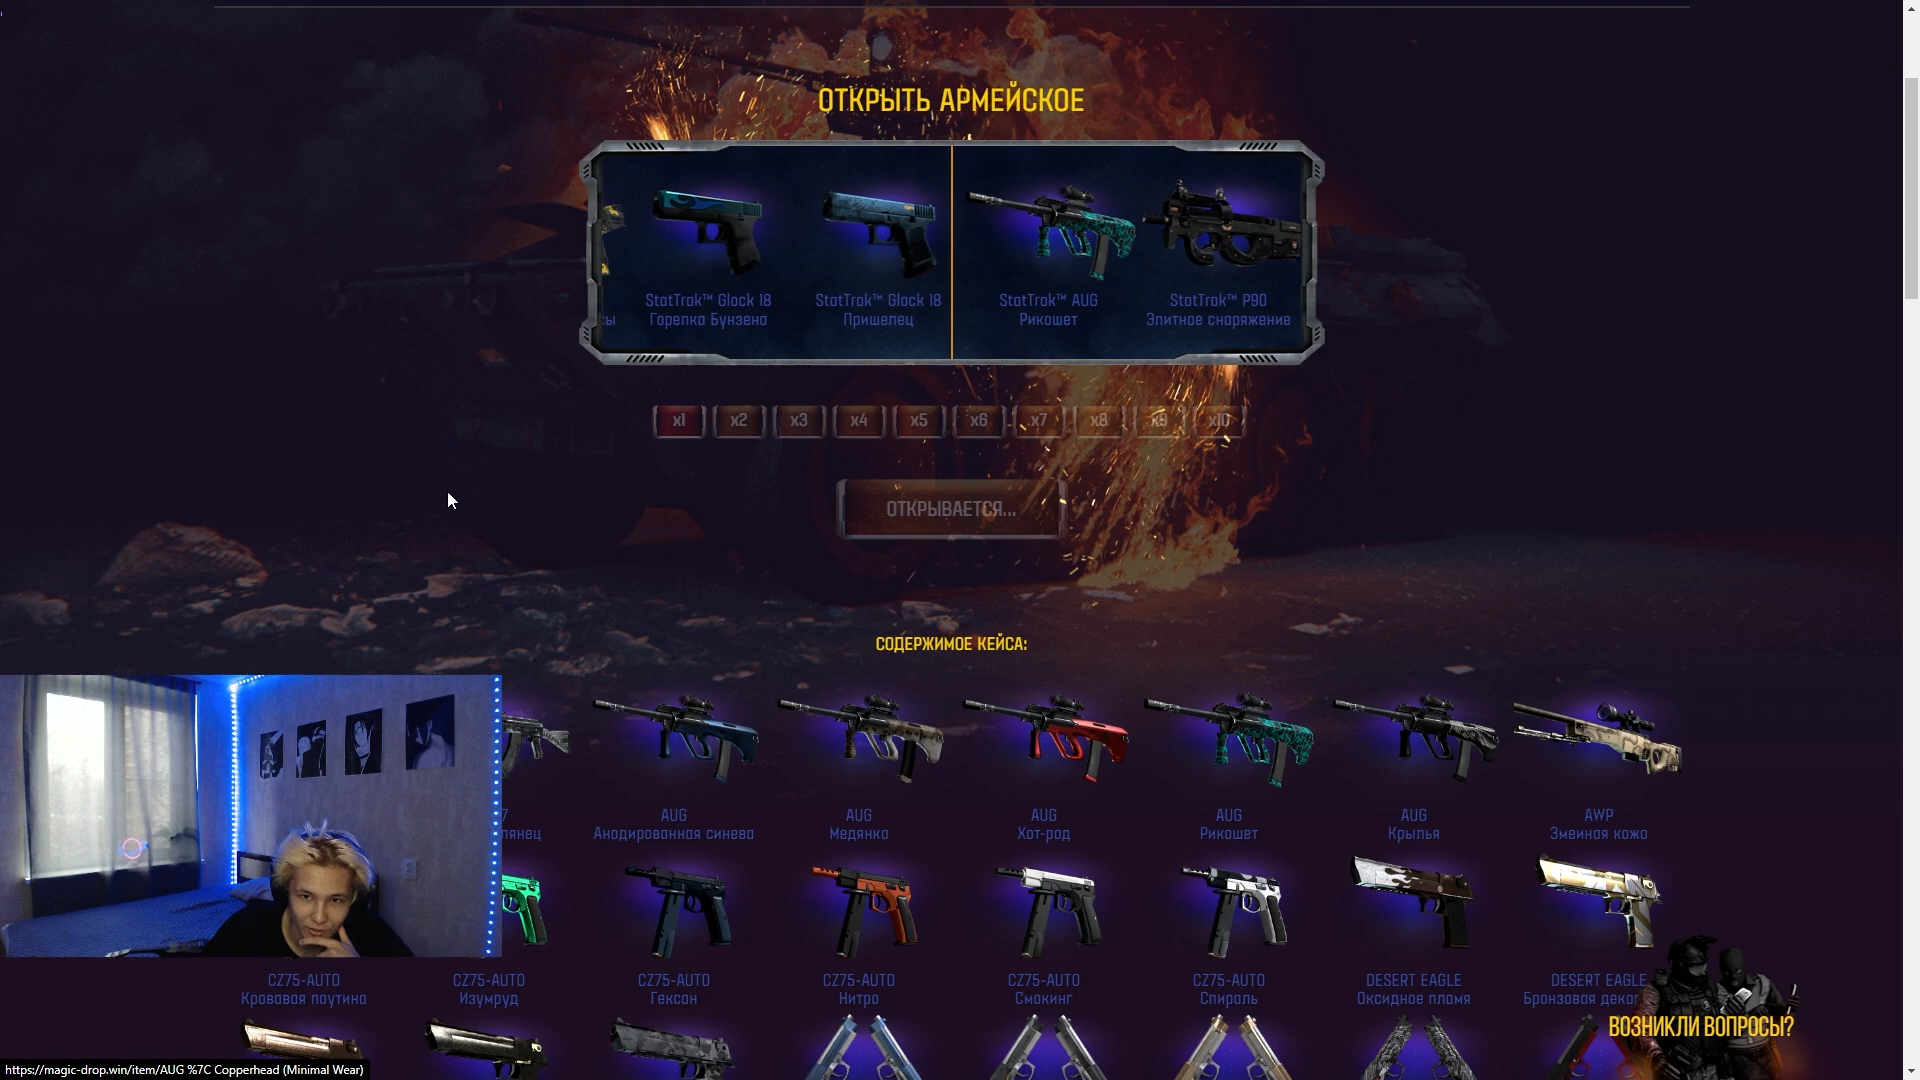 ОТКРЫТЬ АРМЕЙСКОЕ
StatTrak™ Glock 18
Горелка Бунзена
StatTrak™ Glock 18
Пришелец
StatTrak™ AUG
Рикошет
StatTrak™ P90
Элитное снаряжение
x1 x2 x3 x4 x5 x6 x7 x8 x9 x10
ОТКРЫВАЕТСЯ...
СОДЕРЖИМОЕ КЕЙСА:
AUG
Анодированная синева
AUG
Медянка
AUG
Хот-род
AUG
Рикошет
AUG
Крылья
AWP
Змеиная кожа
CZ75-AUTO
Кровавая паутина
CZ75-AUTO
Изумруд
CZ75-AUTO
Гексан
CZ75-AUTO
Нитро
CZ75-AUTO
Смокинг
CZ75-AUTO
Спираль
DESERT EAGLE
Оксидное пламя
DESERT EAGLE
Бронзовая
ВОЗНИКЛИ ВОПРОСЫ?
https://magic-drop.win/item/AUG %7C Copperhead (Minimal Wear)